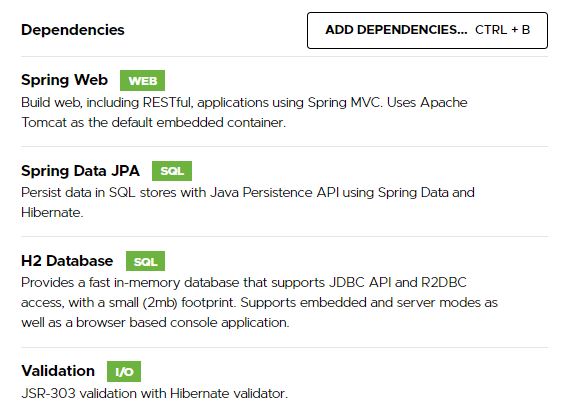 Dependencies
ADD DEPENDENCIES... CTRL + B
Spring Web WEB
Build web, including RESTful, applications using Spring MVC. Uses Apache
Tomcat as the default embedded container.
Spring Data JPA SQL
Persist data in SQL stores with Java Persistence API using Spring Data and
Hibernate.
H2 Database SQL
Provides a fast in-memory database that supports JDBC API and R2DBC
access, with a small (2mb) footprint. Supports embedded and server modes as
well as a browser based console application.
Validation I/O
JSR-303 validation with Hibernate validator.